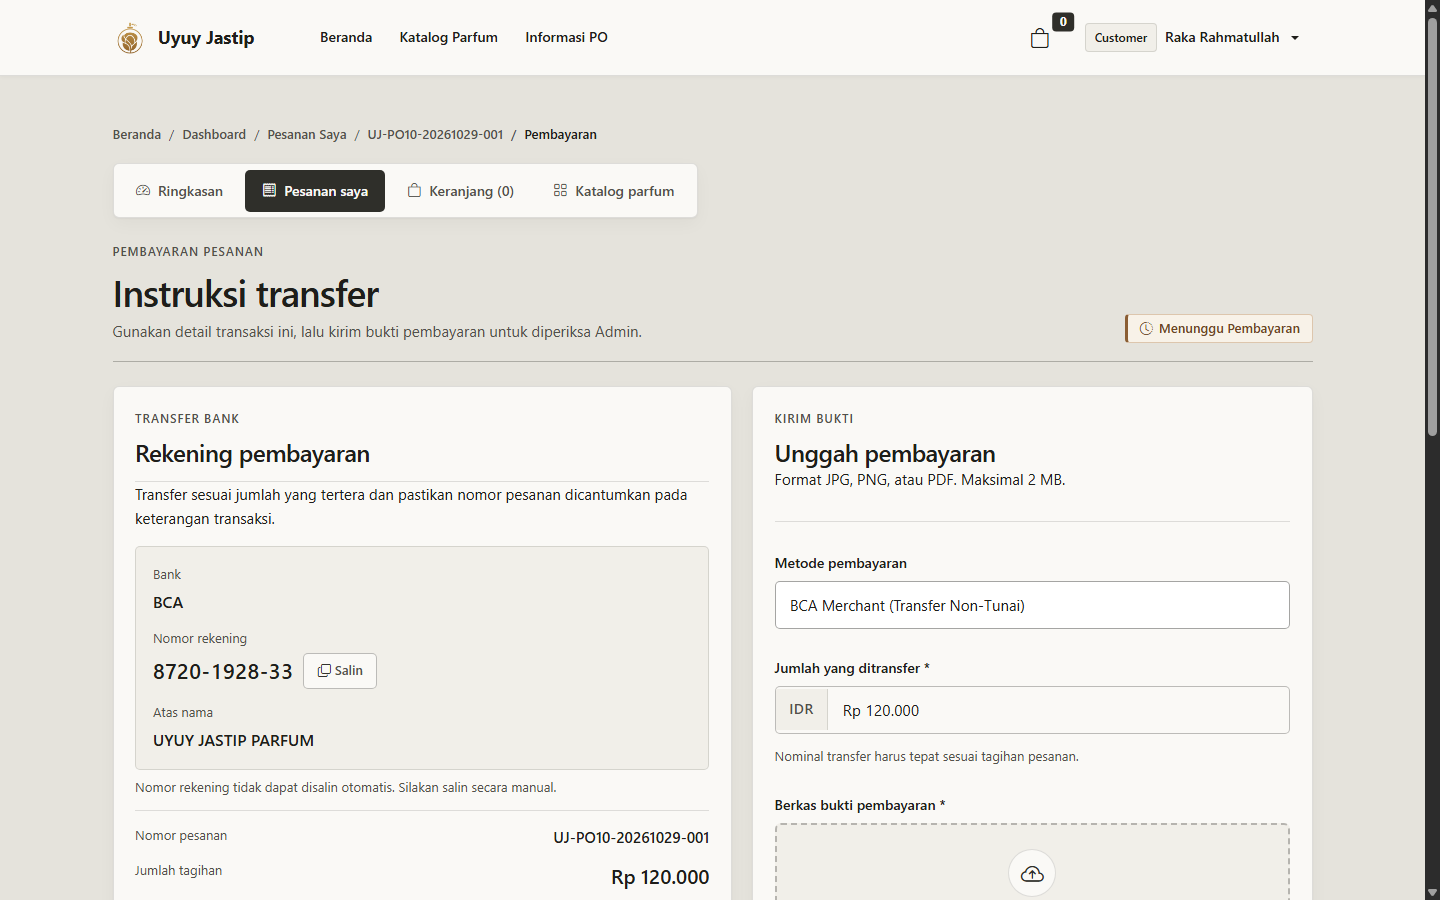 Uyuy Jastip
Beranda
Katalog Parfum
Informasi PO
0
Customer
Raka Rahmatullah
Beranda / Dashboard / Pesanan Saya / UJ-PO10-20261029-001 / Pembayaran
Ringkasan
Pesanan saya
Keranjang (0)
Katalog parfum
PEMBAYARAN PESANAN
Instruksi transfer
Gunakan detail transaksi ini, lalu kirim bukti pembayaran untuk diperiksa Admin.
Menunggu Pembayaran
TRANSFER BANK
Rekening pembayaran
Transfer sesuai jumlah yang tertera dan pastikan nomor pesanan dicantumkan pada
keterangan transaksi.
Bank
BCA
Nomor rekening
8720-1928-33
Salin
Atas nama
UYUY JASTIP PARFUM
Nomor rekening tidak dapat disalin otomatis. Silakan salin secara manual.
Nomor pesanan
UJ-PO10-20261029-001
Jumlah tagihan
Rp 120.000
KIRIM BUKTI
Unggah pembayaran
Format JPG, PNG, atau PDF. Maksimal 2 MB.
Metode pembayaran
BCA Merchant (Transfer Non-Tunai)
Jumlah yang ditransfer *
IDR
Rp 120.000
Nominal transfer harus tepat sesuai tagihan pesanan.
Berkas bukti pembayaran *